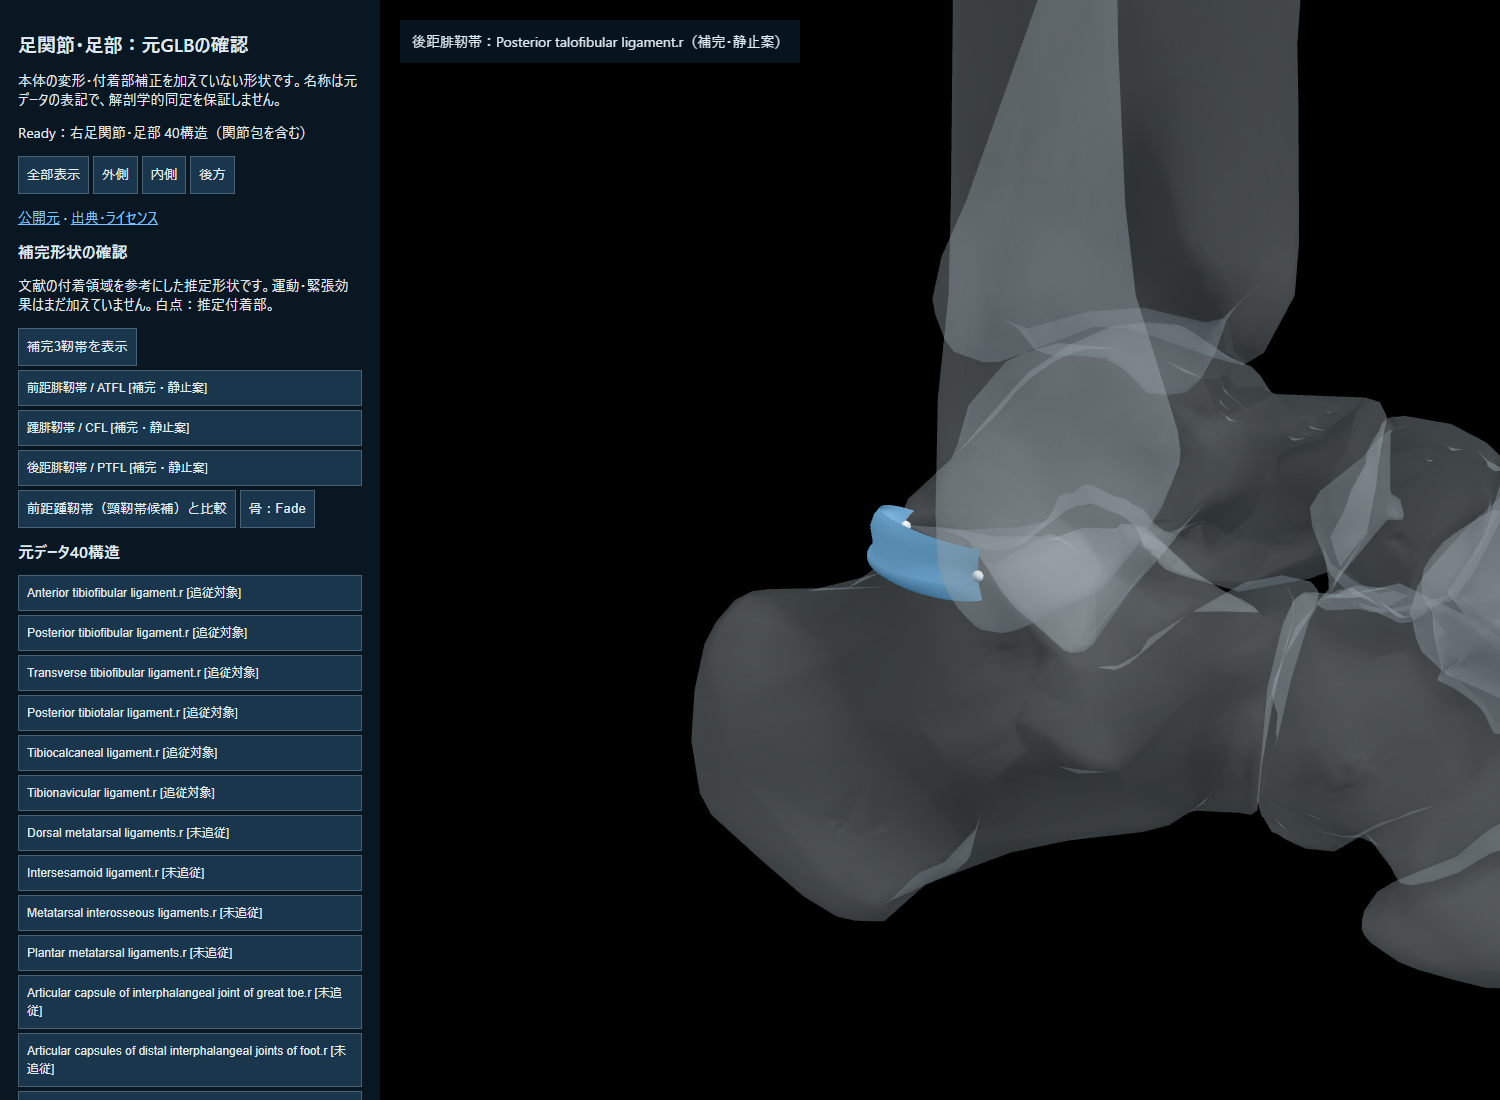 足関節・足部：元GLBの確認
本体の変形・付着部補正を加えていない形状です。名称は元
データの表記で、解剖学的同定を保証しません。
Ready：右足関節・足部 40構造（関節包を含む）
全部表示 外側 内側 後方
公開元・出典・ライセンス
補完形状の確認
文献の付着領域を参考にした推定形状です。運動・緊張効
果はまだ加えていません。白点：推定付着部。
補完3靭帯を表示
前距腓靭帯 / ATFL [補完・静止案]
踵腓靭帯 / CFL [補完・静止案]
後距腓靭帯 / PTFL [補完・静止案]
前距踵靭帯（頸靭帯候補）と比較 骨：Fade
元データ40構造
Anterior tibiofibular ligament.r [追従対象]
Posterior tibiofibular ligament.r [追従対象]
Transverse tibiofibular ligament.r [追従対象]
Posterior tibiotalar ligament.r [追従対象]
Tibiocalcaneal ligament.r [追従対象]
Tibionavicular ligament.r [追従対象]
Dorsal metatarsal ligaments.r [未追従]
Intersesamoid ligament.r [未追従]
Metatarsal interosseous ligaments.r [未追従]
Plantar metatarsal ligaments.r [未追従]
Articular capsule of interphalangeal joint of great toe.r [未追
従]
Articular capsules of distal interphalangeal joints of foot.r [未
追従]
後距腓靭帯：Posterior talofibular ligament.r（補完・静止案）